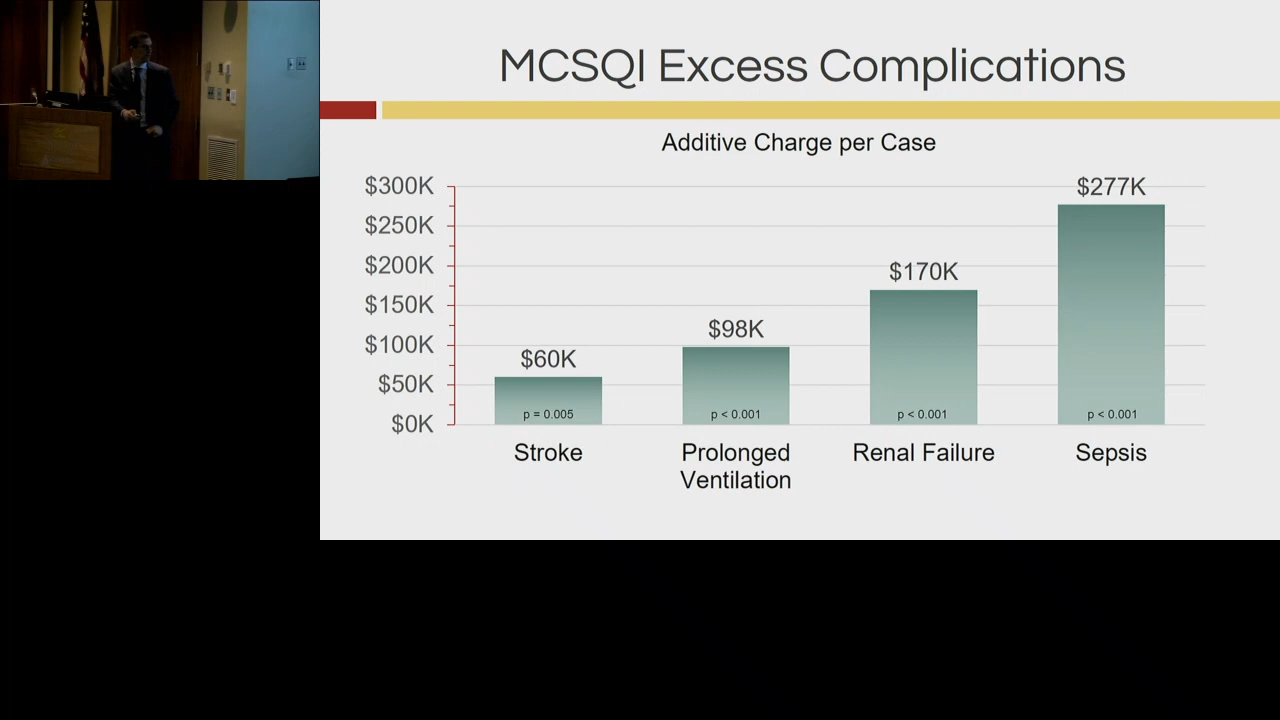 MCSQI Excess Complications
Additive Charge per Case
$300K
$250K
$200K
$150K
$100K
$50K
$0K
$60K
$98K
$170K
$277K
p = 0.005
p < 0.001
p < 0.001
p < 0.001
Stroke
Prolonged
Ventilation
Renal Failure
Sepsis